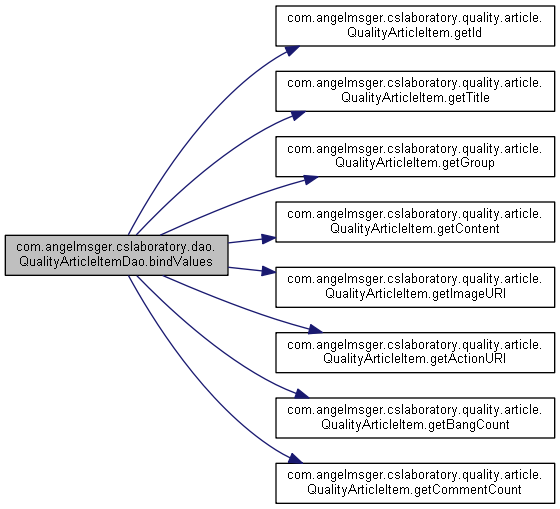 com.angelmsger.cslaboratory.dao.
QualityArticleItemDao.bindValues
com.angelmsger.cslaboratory.quality.article.
QualityArticleItem.getId
com.angelmsger.cslaboratory.quality.article.
QualityArticleItem.getTitle
com.angelmsger.cslaboratory.quality.article.
QualityArticleItem.getGroup
com.angelmsger.cslaboratory.quality.article.
QualityArticleItem.getContent
com.angelmsger.cslaboratory.quality.article.
QualityArticleItem.getImageURI
com.angelmsger.cslaboratory.quality.article.
QualityArticleItem.getActionURI
com.angelmsger.cslaboratory.quality.article.
QualityArticleItem.getBangCount
com.angelmsger.cslaboratory.quality.article.
QualityArticleItem.getCommentCount